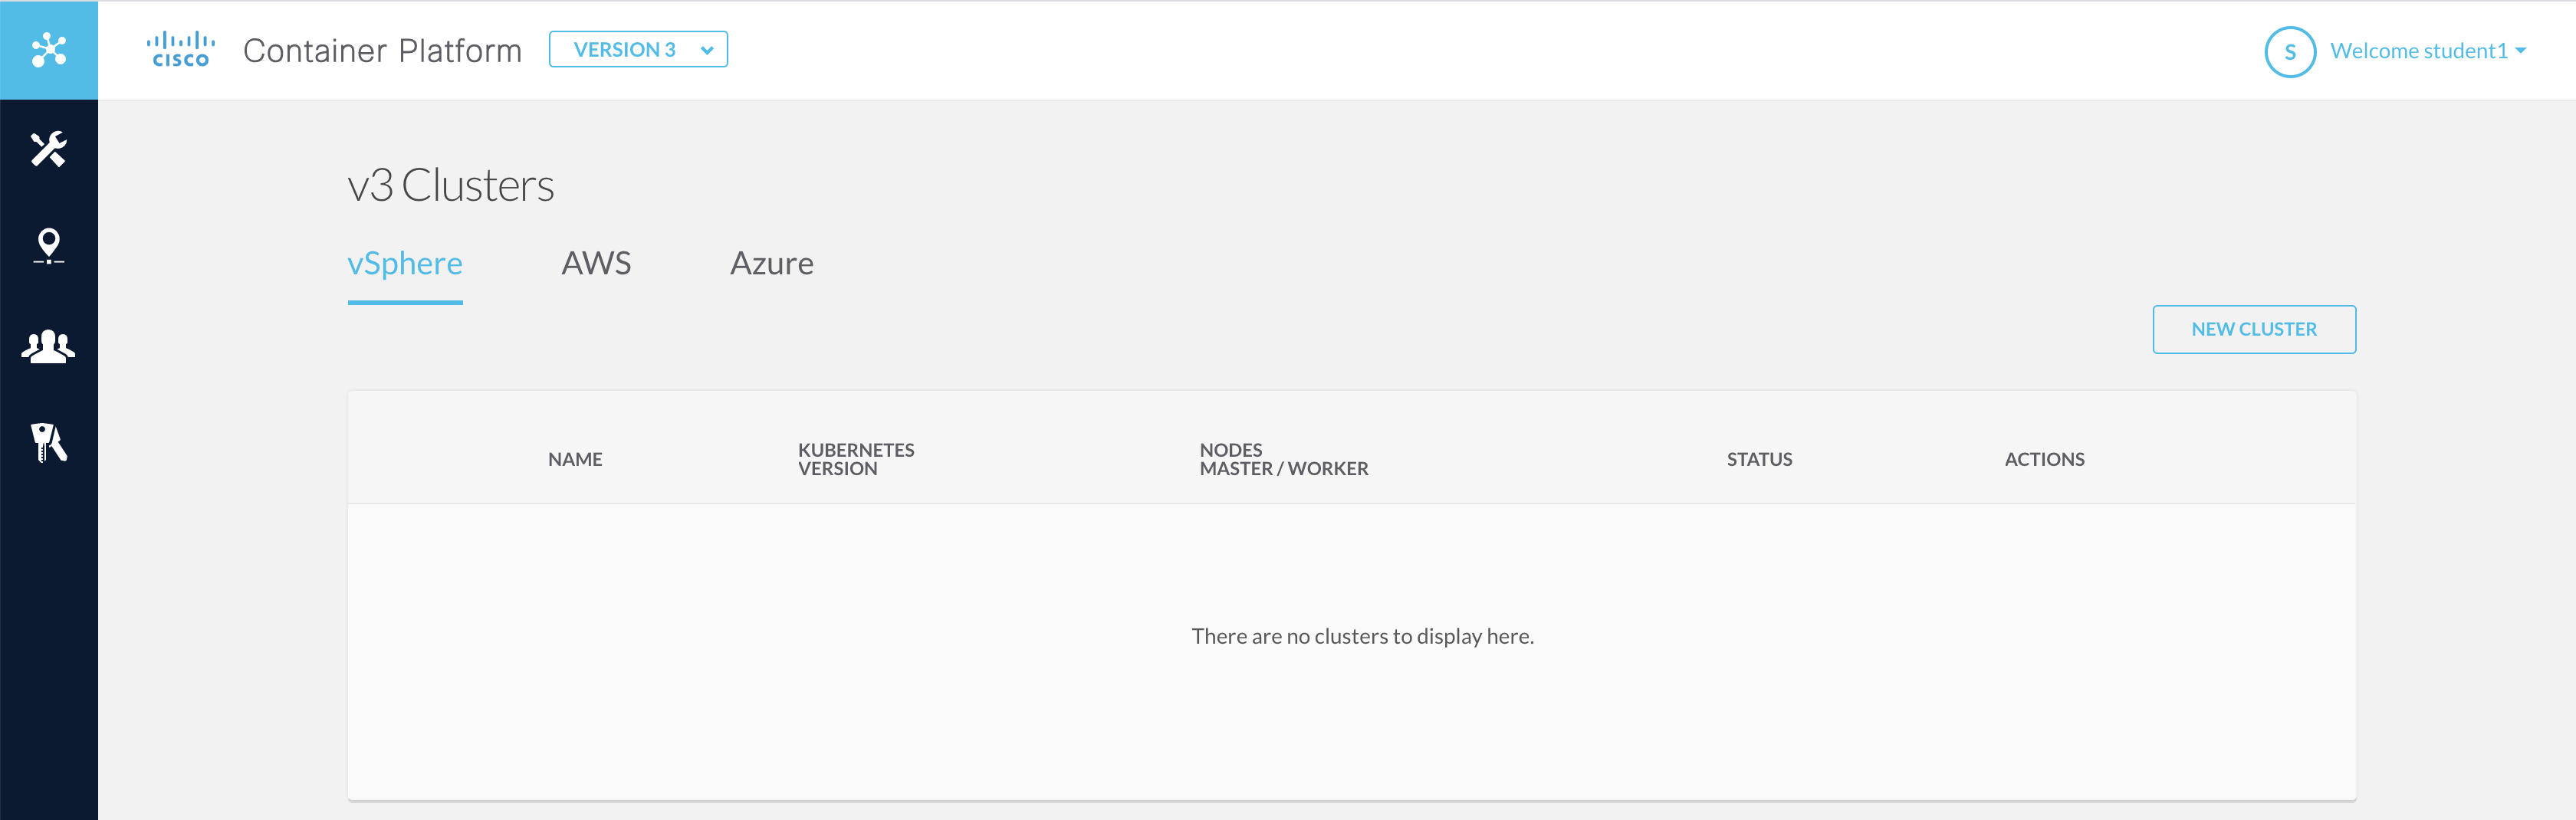 cisco
Container Platform
VERSION 3
S
Welcome student1
v3 Clusters
vSphere
AWS
Azure
NEW CLUSTER
NAME
KUBERNETES
VERSION
NODES
MASTER / WORKER
STATUS
ACTIONS
There are no clusters to display here.